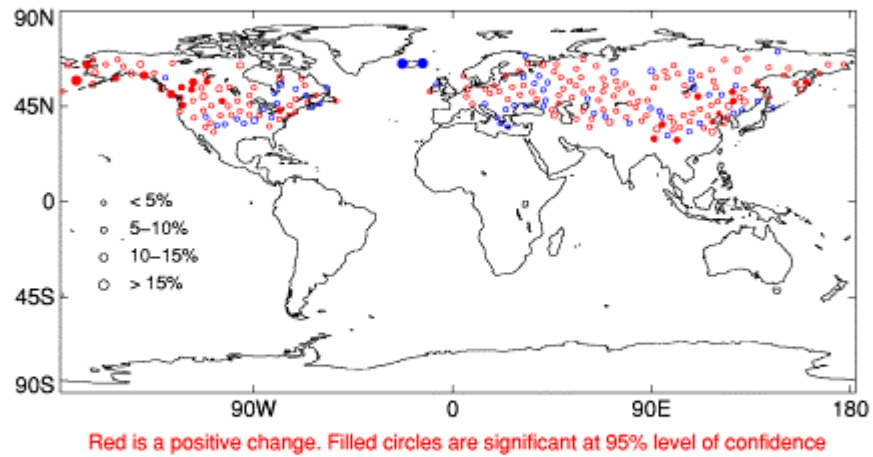 90N
45N
0
< 5%
5–10%
10–15%
> 15%
45S
90S
90W 0 90E 180
Red is a positive change. Filled circles are significant at 95% level of confidence